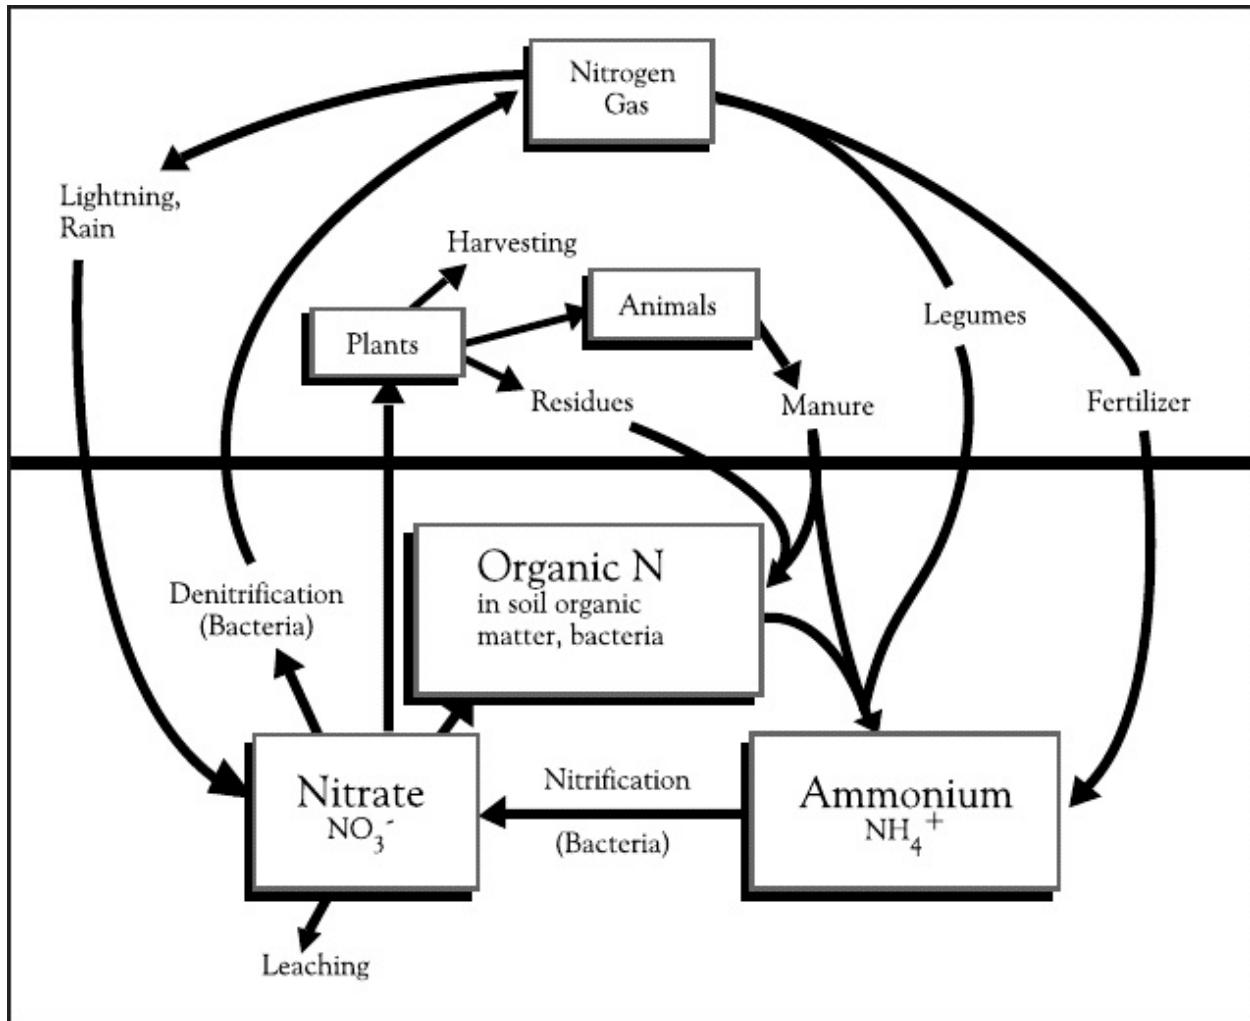 Nitrogen
Gas
Lightning,
Rain
Harvesting
Animals
Legumes
Plants
Residues
Manure
Fertilizer
Organic N
in soil organic
matter, bacteria
Denitrification
(Bacteria)
Nitrate
NO₃⁻
Nitrification
(Bacteria)
Ammonium
NH₄⁺
Leaching